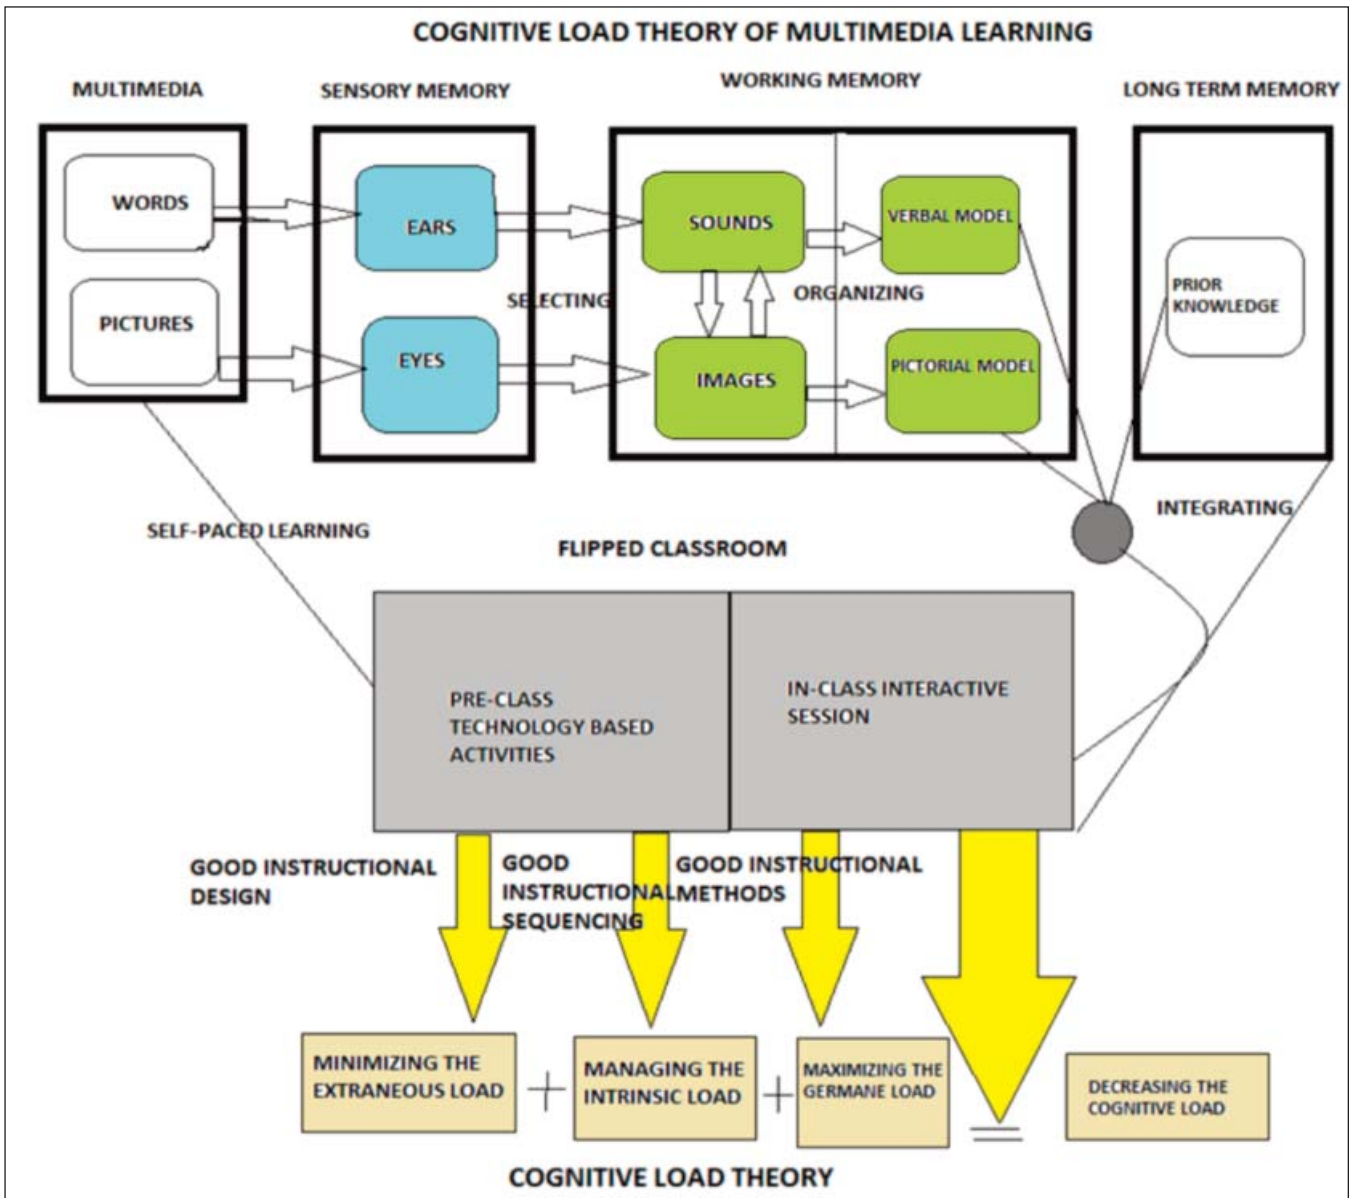 COGNITIVE LOAD THEORY OF MULTIMEDIA LEARNING
MULTIMEDIA
SENSORY MEMORY
WORKING MEMORY
LONG TERM MEMORY
WORDS
PICTURES
EARS
EYES
SELECTING
SOUNDS
IMAGES
ORGANIZING
VERBAL MODEL
PICTORIAL MODEL
PRIOR
KNOWLEDGE
INTEGRATING
SELF-PACED LEARNING
FLIPPED CLASSROOM
PRE-CLASS
TECHNOLOGY BASED
ACTIVITIES
IN-CLASS INTERACTIVE
SESSION
GOOD INSTRUCTIONAL
DESIGN
GOOD
INSTRUCTIONAL
SEQUENCING
GOOD INSTRUCTIONAL
METHODS
MINIMIZING THE
EXTRANEOUS LOAD
+
MANAGING THE
INTRINSIC LOAD
+
MAXIMIZING THE
GERMANE LOAD
=
DECREASING THE
COGNITIVE LOAD
COGNITIVE LOAD THEORY